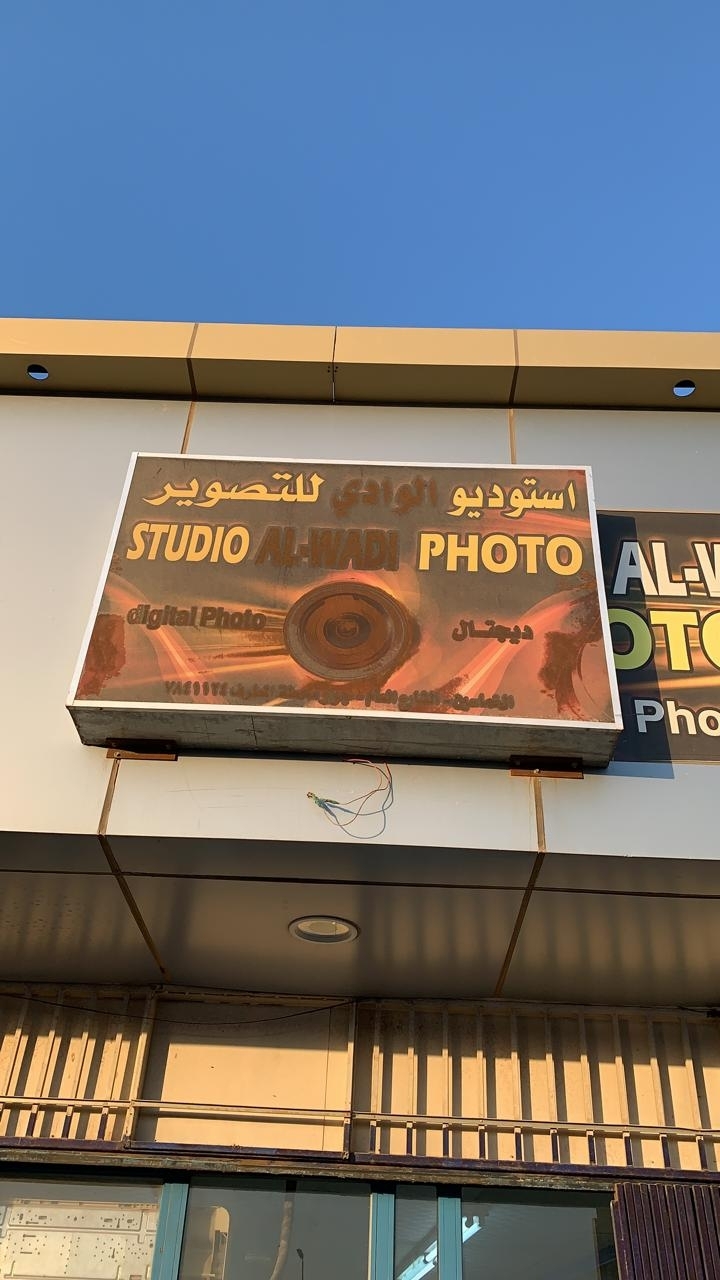 استوديو الوادي للتصوير
STUDIO AL-WADI PHOTO
digital Photo
ديجتال
AL-W
OTO
Pho